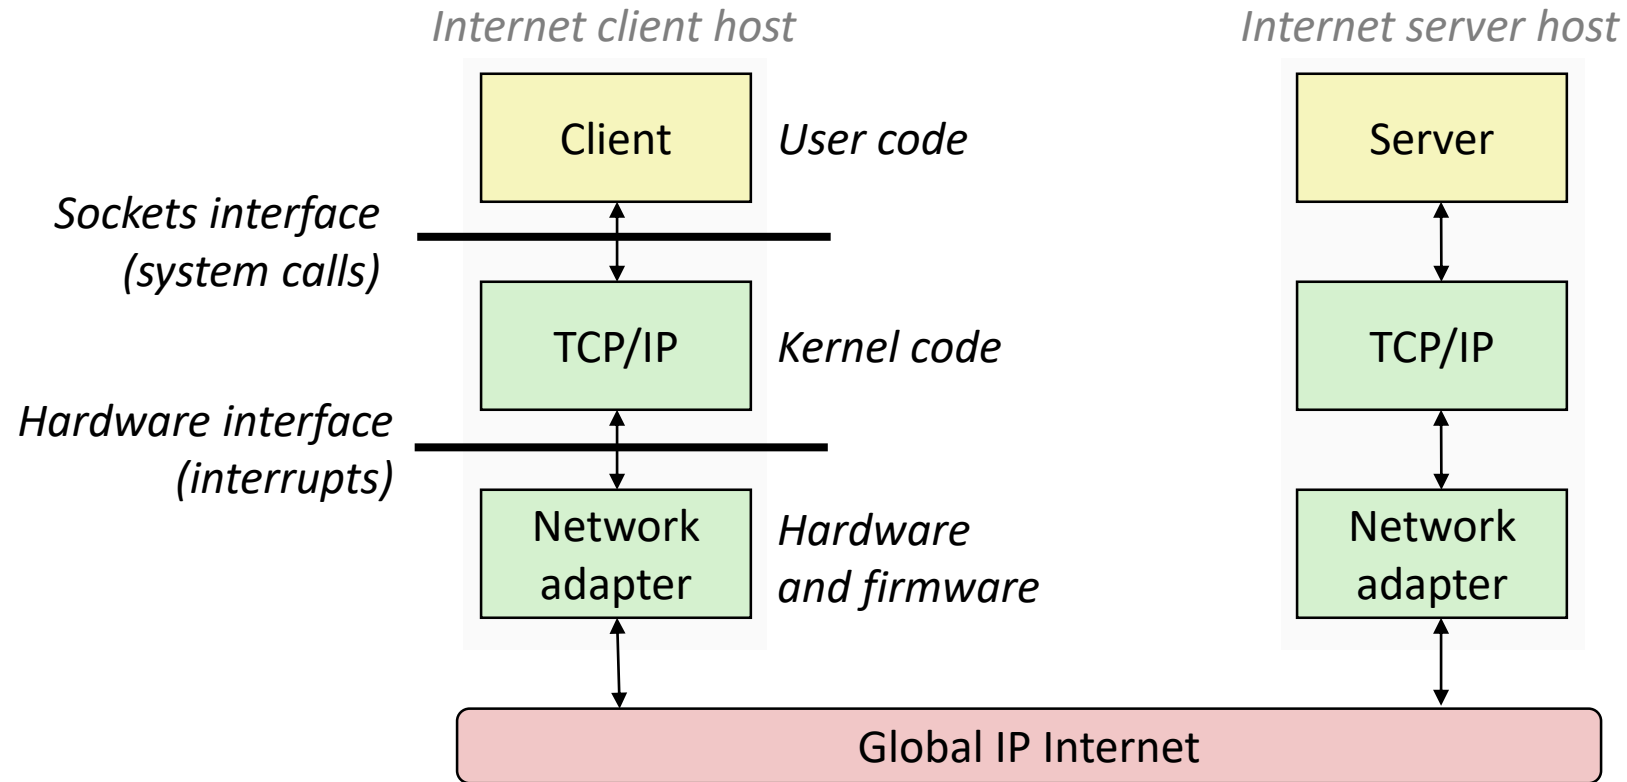 Internet client host
Internet server host
Client
User code
Server
Sockets interface
(system calls)
TCP/IP
Kernel code
TCP/IP
Hardware interface
(interrupts)
Network
adapter
Hardware
and firmware
Network
adapter
Global IP Internet